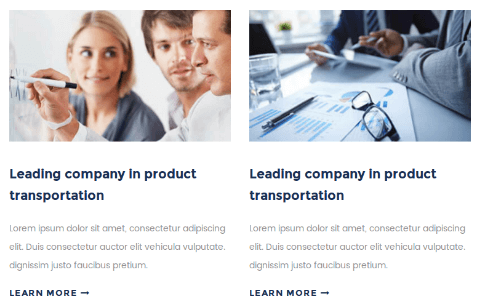 Leading company in product
transportation
Lorem ipsum dolor sit amet, consectetur adipiscing
elit. Duis consectetur auctor elit vehicula vulputate.
dignissim justo faucibus pretium.
LEARN MORE →
Leading company in product
transportation
Lorem ipsum dolor sit amet, consectetur adipiscing
elit. Duis consectetur auctor elit vehicula vulputate.
dignissim justo faucibus pretium.
LEARN MORE →